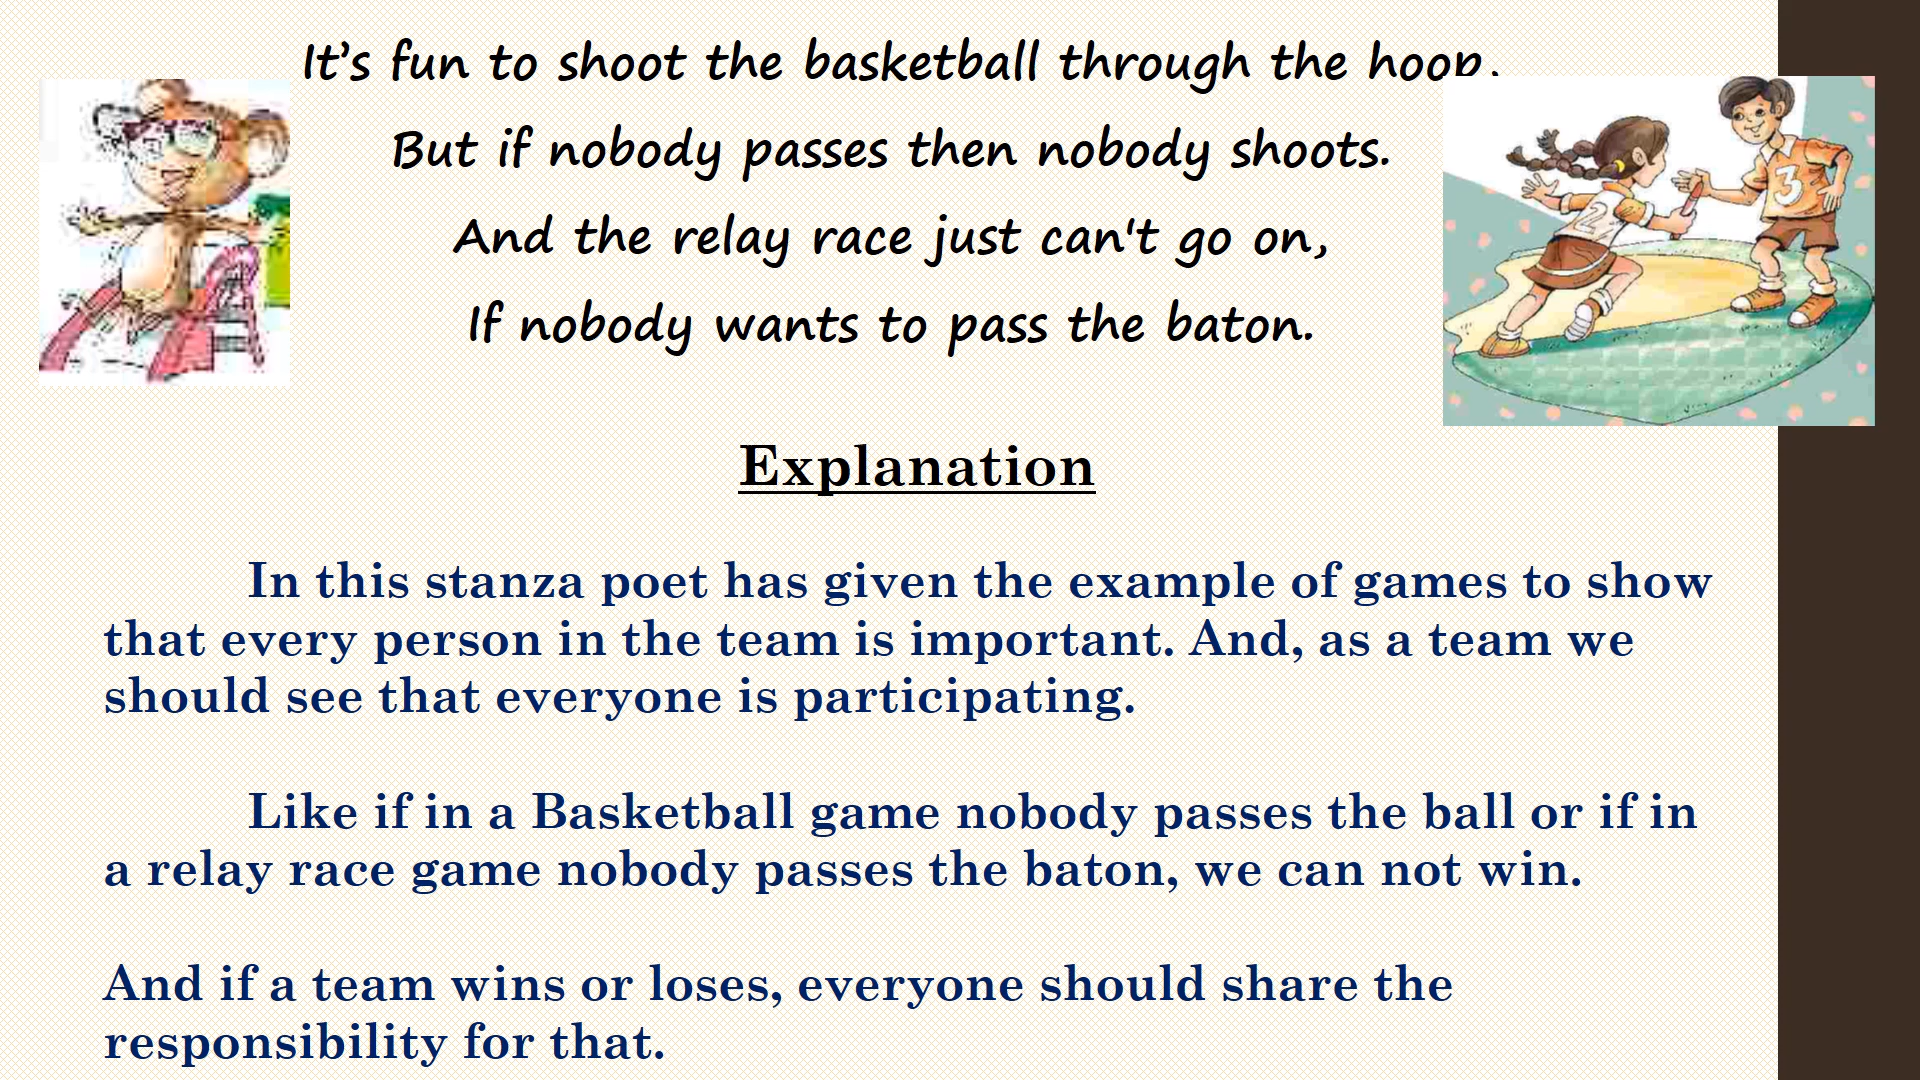 It’s fun to shoot the basketball through the hoop,
But if nobody passes then nobody shoots.
And the relay race just can't go on,
If nobody wants to pass the baton.
2
3
Explanation
In this stanza poet has given the example of games to show
that every person in the team is important. And, as a team we
should see that everyone is participating.
Like if in a Basketball game nobody passes the ball or if in
a relay race game nobody passes the baton, we can not win.
And if a team wins or loses, everyone should share the
responsibility for that.